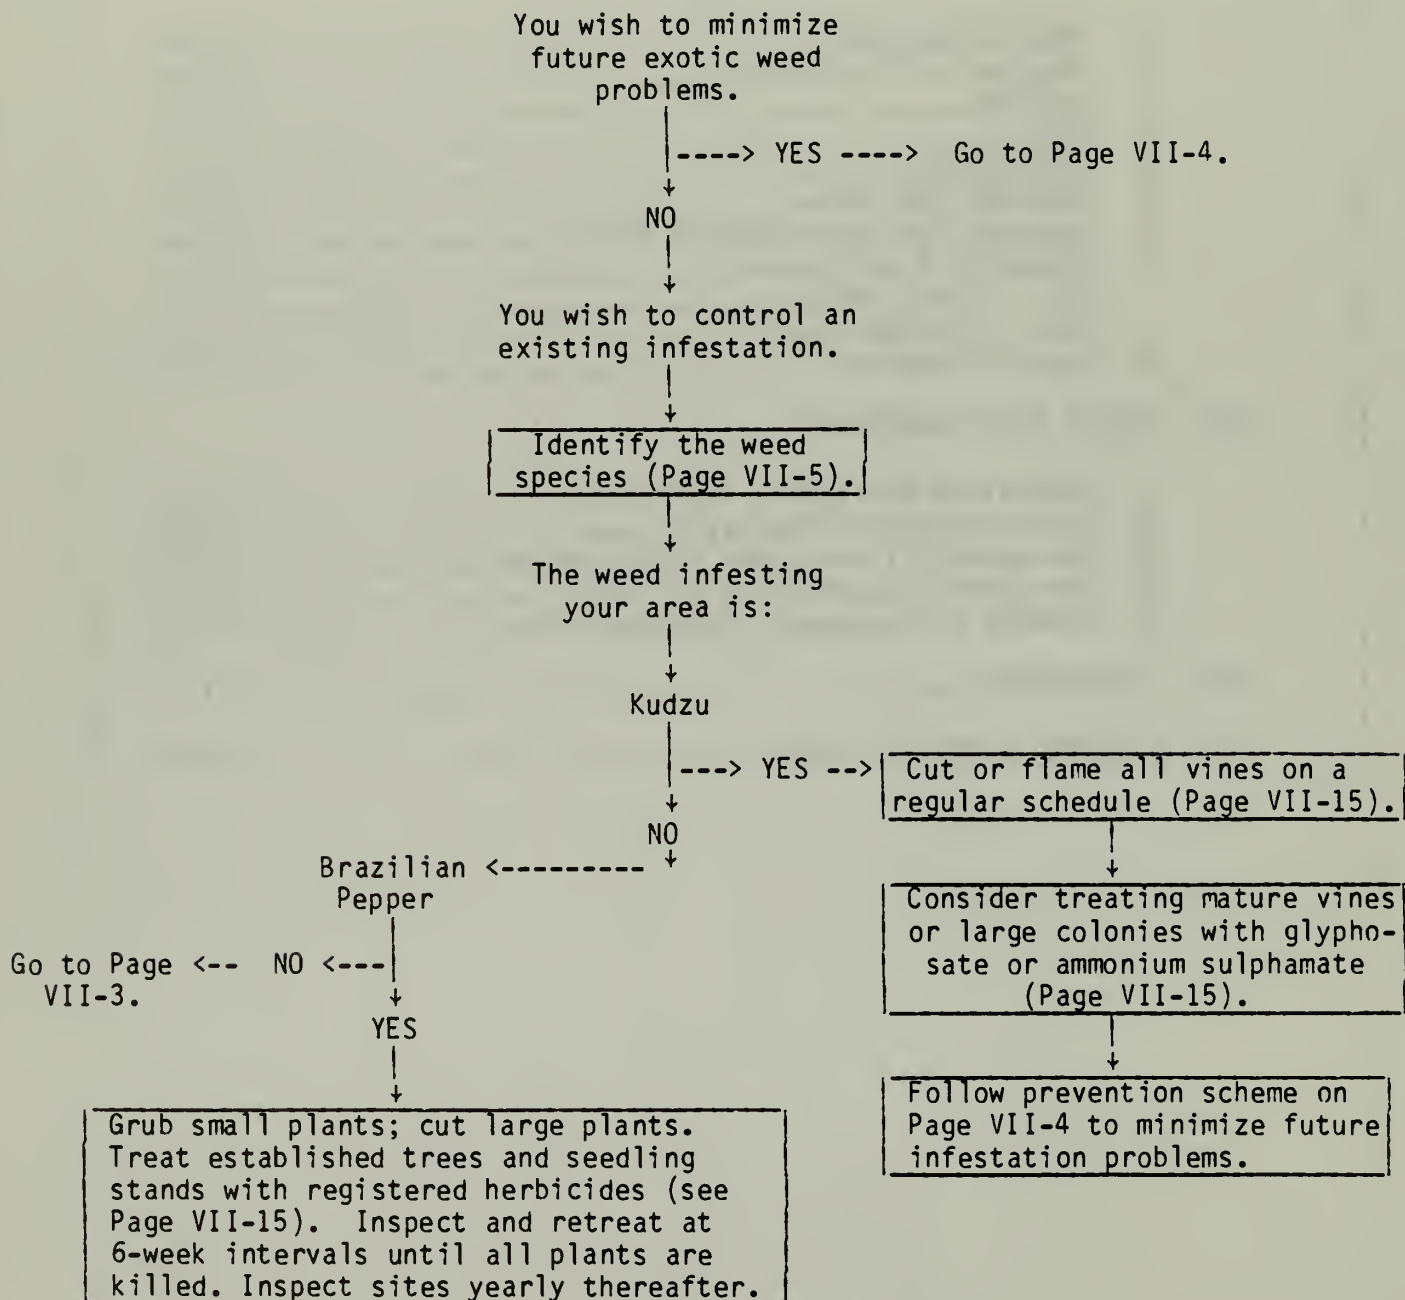 You wish to minimize
future exotic weed
problems.
----> YES ----> Go to Page VII-4.
NO
You wish to control an
existing infestation.
Identify the weed
species (Page VII-5).
The weed infesting
your area is:
Kudzu
---> YES -->
Cut or flame all vines on a
regular schedule (Page VII-15).
NO
Consider treating mature vines
or large colonies with glypho-
sate or ammonium sulphamate
(Page VII-15).
Follow prevention scheme on
Page VII-4 to minimize future
infestation problems.
Brazilian <---------
Pepper
Go to Page <-- NO <---
VII-3.
YES
Grub small plants; cut large plants.
Treat established trees and seedling
stands with registered herbicides (see
Page VII-15). Inspect and retreat at
6-week intervals until all plants are
killed. Inspect sites yearly thereafter.